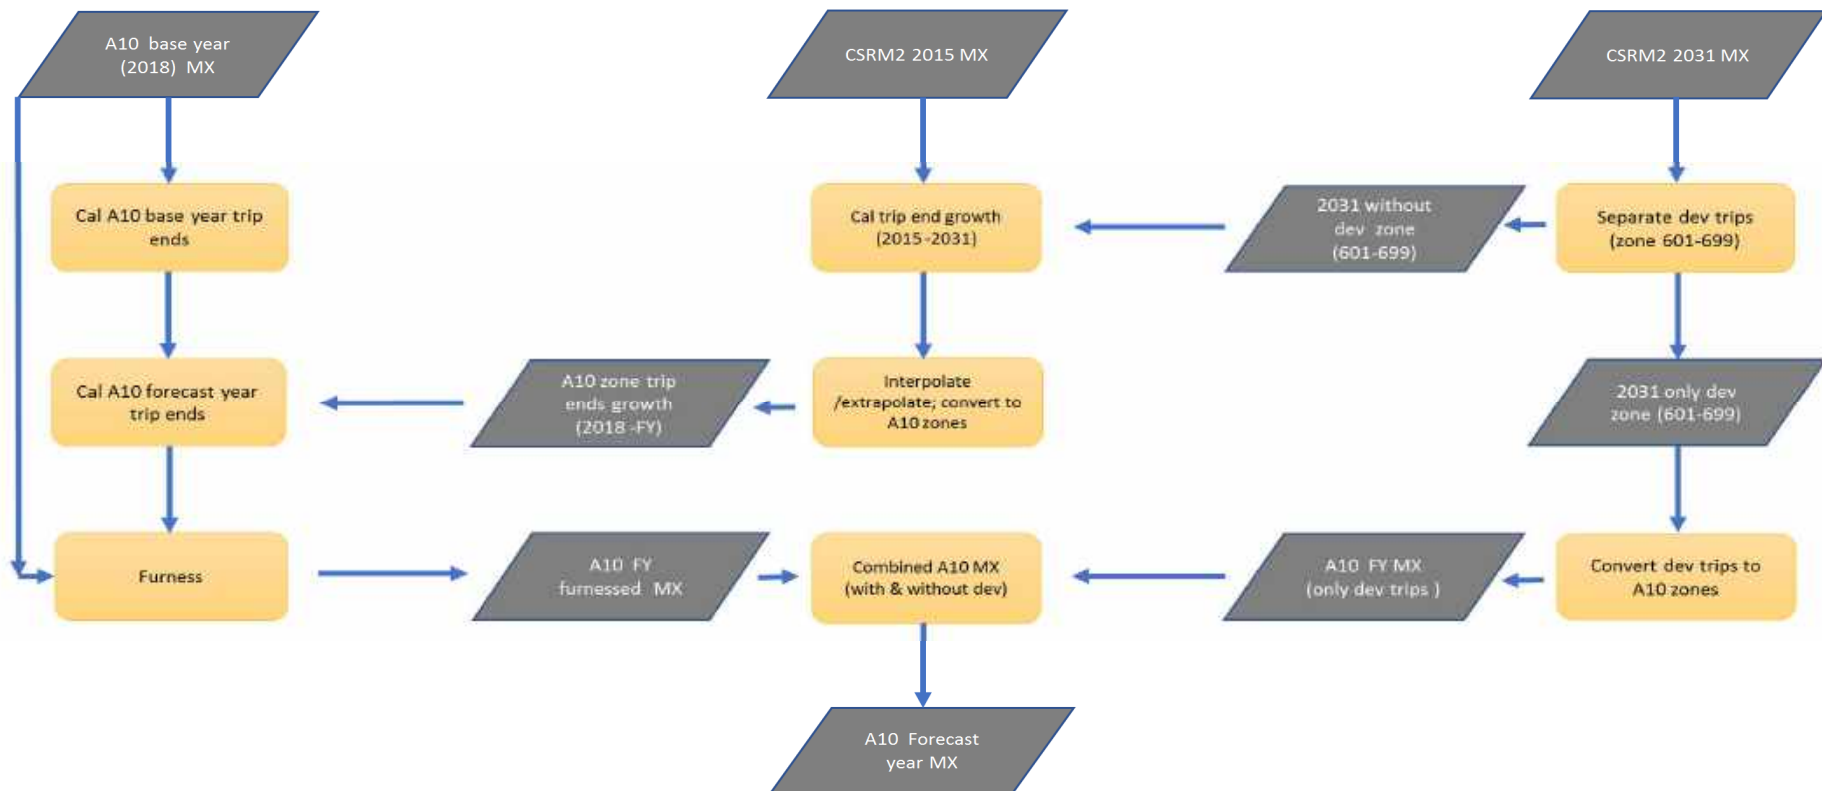 A10 base year
(2018) MX
CSRM2 2015 MX
CSRM2 2031 MX
Cal A10 base year trip
ends
Cal trip end growth
(2015-2031)
2031 without
dev zone
(601-699)
Separate dev trips
(zone 601-699)
Cal A10 forecast year
trip ends
A10 zone trip
ends growth
(2018-FY)
Interpolate
/extrapolate; convert to
A10 zones
2031 only dev
zone (601-699)
Furness
A10 FY
furnessed MX
Combined A10 MX
(with & without dev)
A10 FY MX
(only dev trips )
Convert dev trips to
A10 zones
A10 Forecast
year MX